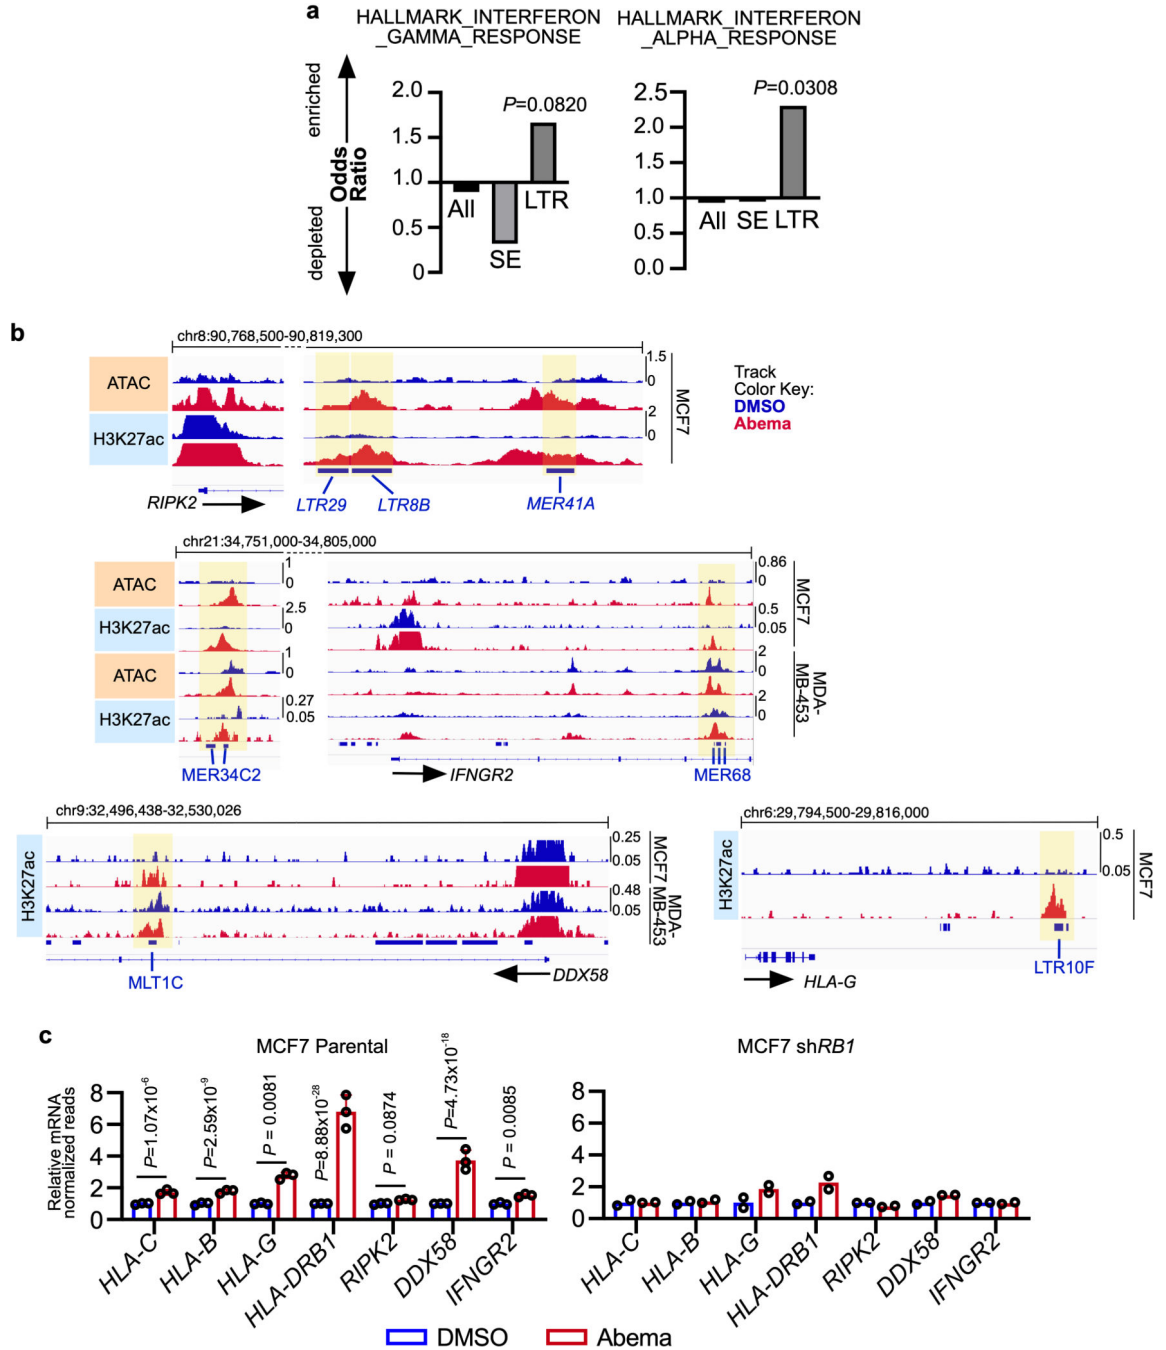 a
HALLMARK_INTERFERON
_GAMMA_RESPONSE
HALLMARK_INTERFERON
_ALPHA_RESPONSE
enriched
depleted
Odds
Ratio
2.0
1.5
1.0
0.5
0
P=0.0820
All
SE
LTR
2.5
2.0
1.5
1.0
0.5
0.0
P=0.0308
All SE LTR
b
chr8:90,768,500-90,819,300
ATAC
H3K27ac
1.5
0
2
0
MCF7
RIPK2
LTR29
LTR8B
MER41A
Track
Color Key:
DMSO
Abema
chr21:34,751,000-34,805,000
ATAC
H3K27ac
ATAC
H3K27ac
1
0
2.5
0
1
0
0.27
0.05
0.86
0
0.5
0.05
2
0
2
0
MCF7
MDA-
MB-453
MER34C2
IFNGR2
MER68
chr9:32,496,438-32,530,026
H3K27ac
0.25
0.05
0.48
0.05
MCF7
MDA-
MB-453
MLT1C
DDX58
chr6:29,794,500-29,816,000
H3K27ac
0.5
0.05
MCF7
HLA-G
LTR10F
c
MCF7 Parental
Relative mRNA
normalized reads
8
6
4
2
0
P=1.07x10-6
P=2.59x10-9
P = 0.0081
P=8.88x10-28
P = 0.0874
P=4.73x10-18
P = 0.0085
HLA-C
HLA-B
HLA-G
HLA-DRB1
RIPK2
DDX58
IFNGR2
MCF7 shRB1
8
6
4
2
0
HLA-C
HLA-B
HLA-G
HLA-DRB1
RIPK2
DDX58
IFNGR2
DMSO
Abema